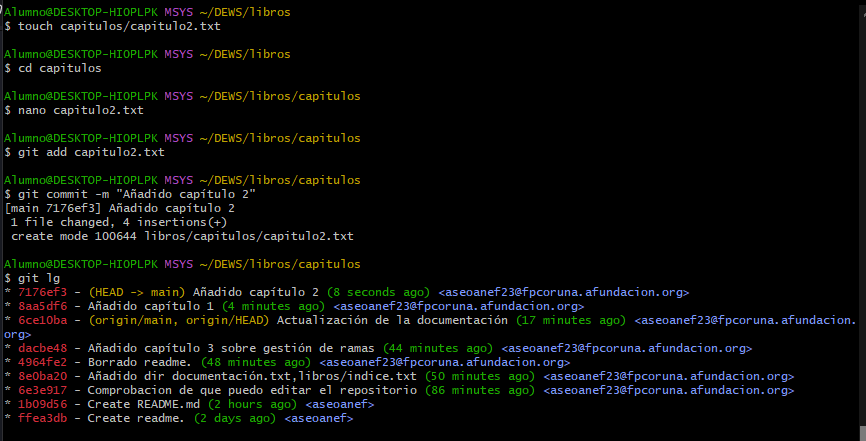 Alumno@DESKTOP-HIOPLPK MSYS ~/DEWS/libros
$ touch capitulos/capitulo2.txt
Alumno@DESKTOP-HIOPLPK MSYS ~/DEWS/libros
$ cd capitulos
Alumno@DESKTOP-HIOPLPK MSYS ~/DEWS/libros/capitulos
$ nano capitulo2.txt
Alumno@DESKTOP-HIOPLPK MSYS ~/DEWS/libros/capitulos
$ git add capitulo2.txt
Alumno@DESKTOP-HIOPLPK MSYS ~/DEWS/libros/capitulos
$ git commit -m "Añadido capítulo 2"
[main 7176ef3] Añadido capítulo 2
 1 file changed, 4 insertions(+)
 create mode 100644 libros/capitulos/capitulo2.txt
Alumno@DESKTOP-HIOPLPK MSYS ~/DEWS/libros/capitulos
$ git lg
* 7176ef3 - (HEAD -> main) Añadido capítulo 2 (8 seconds ago) <aseoanef23@fpcoruna.afundacion.org>
* 8aa5df6 - Añadido capítulo 1 (4 minutes ago) <aseoanef23@fpcoruna.afundacion.org>
* 6ce10ba - (origin/main, origin/HEAD) Actualización de la documentación (17 minutes ago) <aseoanef23@fpcoruna.afundacion.
org>
* dacbe48 - Añadido capítulo 3 sobre gestión de ramas (44 minutes ago) <aseoanef23@fpcoruna.afundacion.org>
* 4964fe2 - Borrado readme. (48 minutes ago) <aseoanef23@fpcoruna.afundacion.org>
* 8e0ba20 - Añadido dir documentación.txt,libros/indice.txt (50 minutes ago) <aseoanef23@fpcoruna.afundacion.org>
* 6e3e917 - Comprobacion de que puedo editar el repositorio (86 minutes ago) <aseoanef23@fpcoruna.afundacion.org>
* 1b09d56 - Create README.md (2 hours ago) <aseoanef>
* ffea3db - Create readme. (2 days ago) <aseoanef>